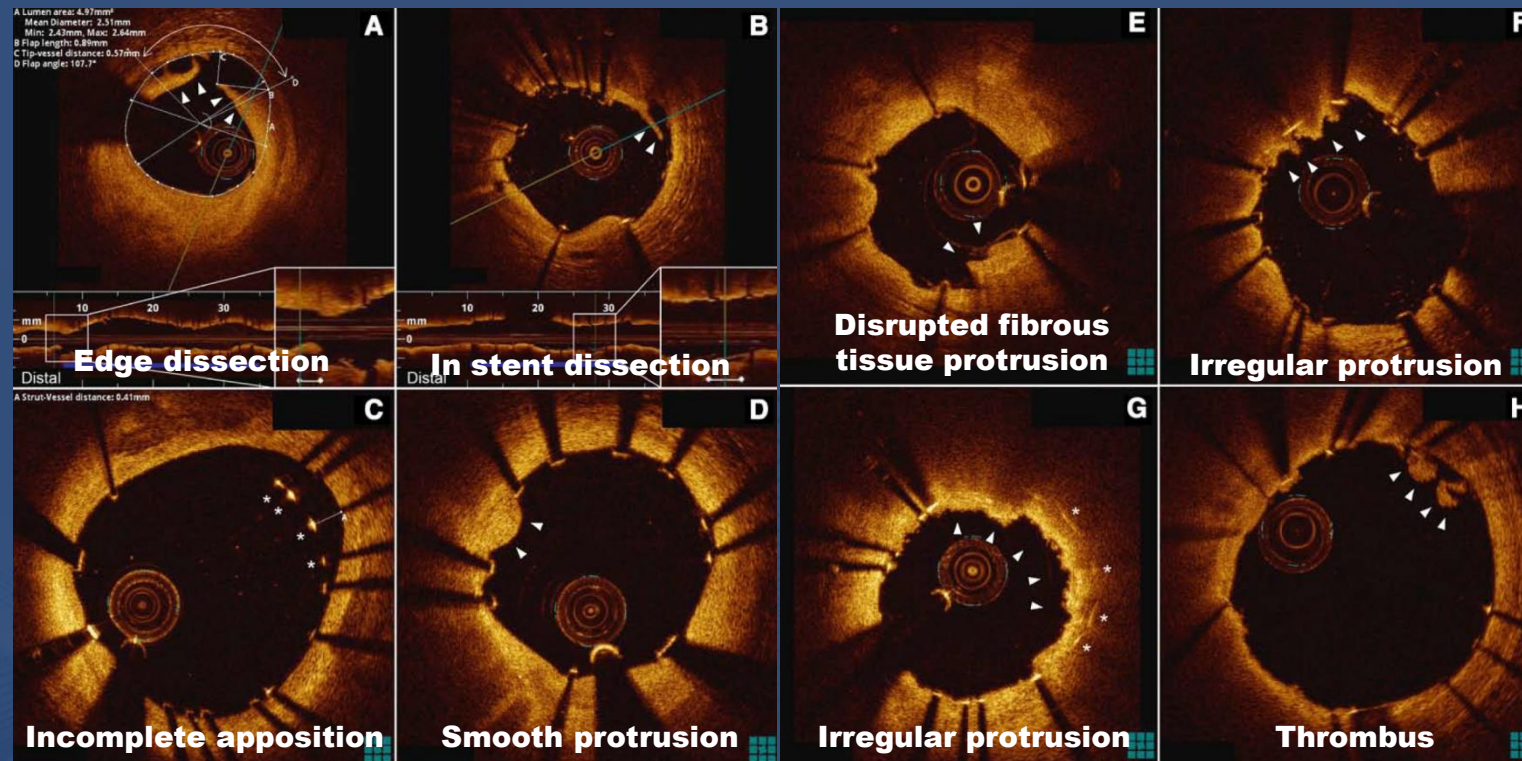 A Lumen area: 4.97mm²
Mean Diameter: 2.51mm
Min: 2.43mm, Max: 2.64mm
B Flap length: 0.89mm
C Tip-vessel distance: 0.57mm
D Flap angle: 107.7°
A
C
D
B
A
10
20
30
mm
0
Edge dissection
Distal
B
10
20
30
mm
0
In stent dissection
Distal
E
Disrupted fibrous
tissue protrusion
F
Irregular protrusion
A Strut-Vessel distance: 0.41mm
C
*
*
*
*
A
Incomplete apposition
D
Smooth protrusion
G
*
*
*
*
Irregular protrusion
H
Thrombus